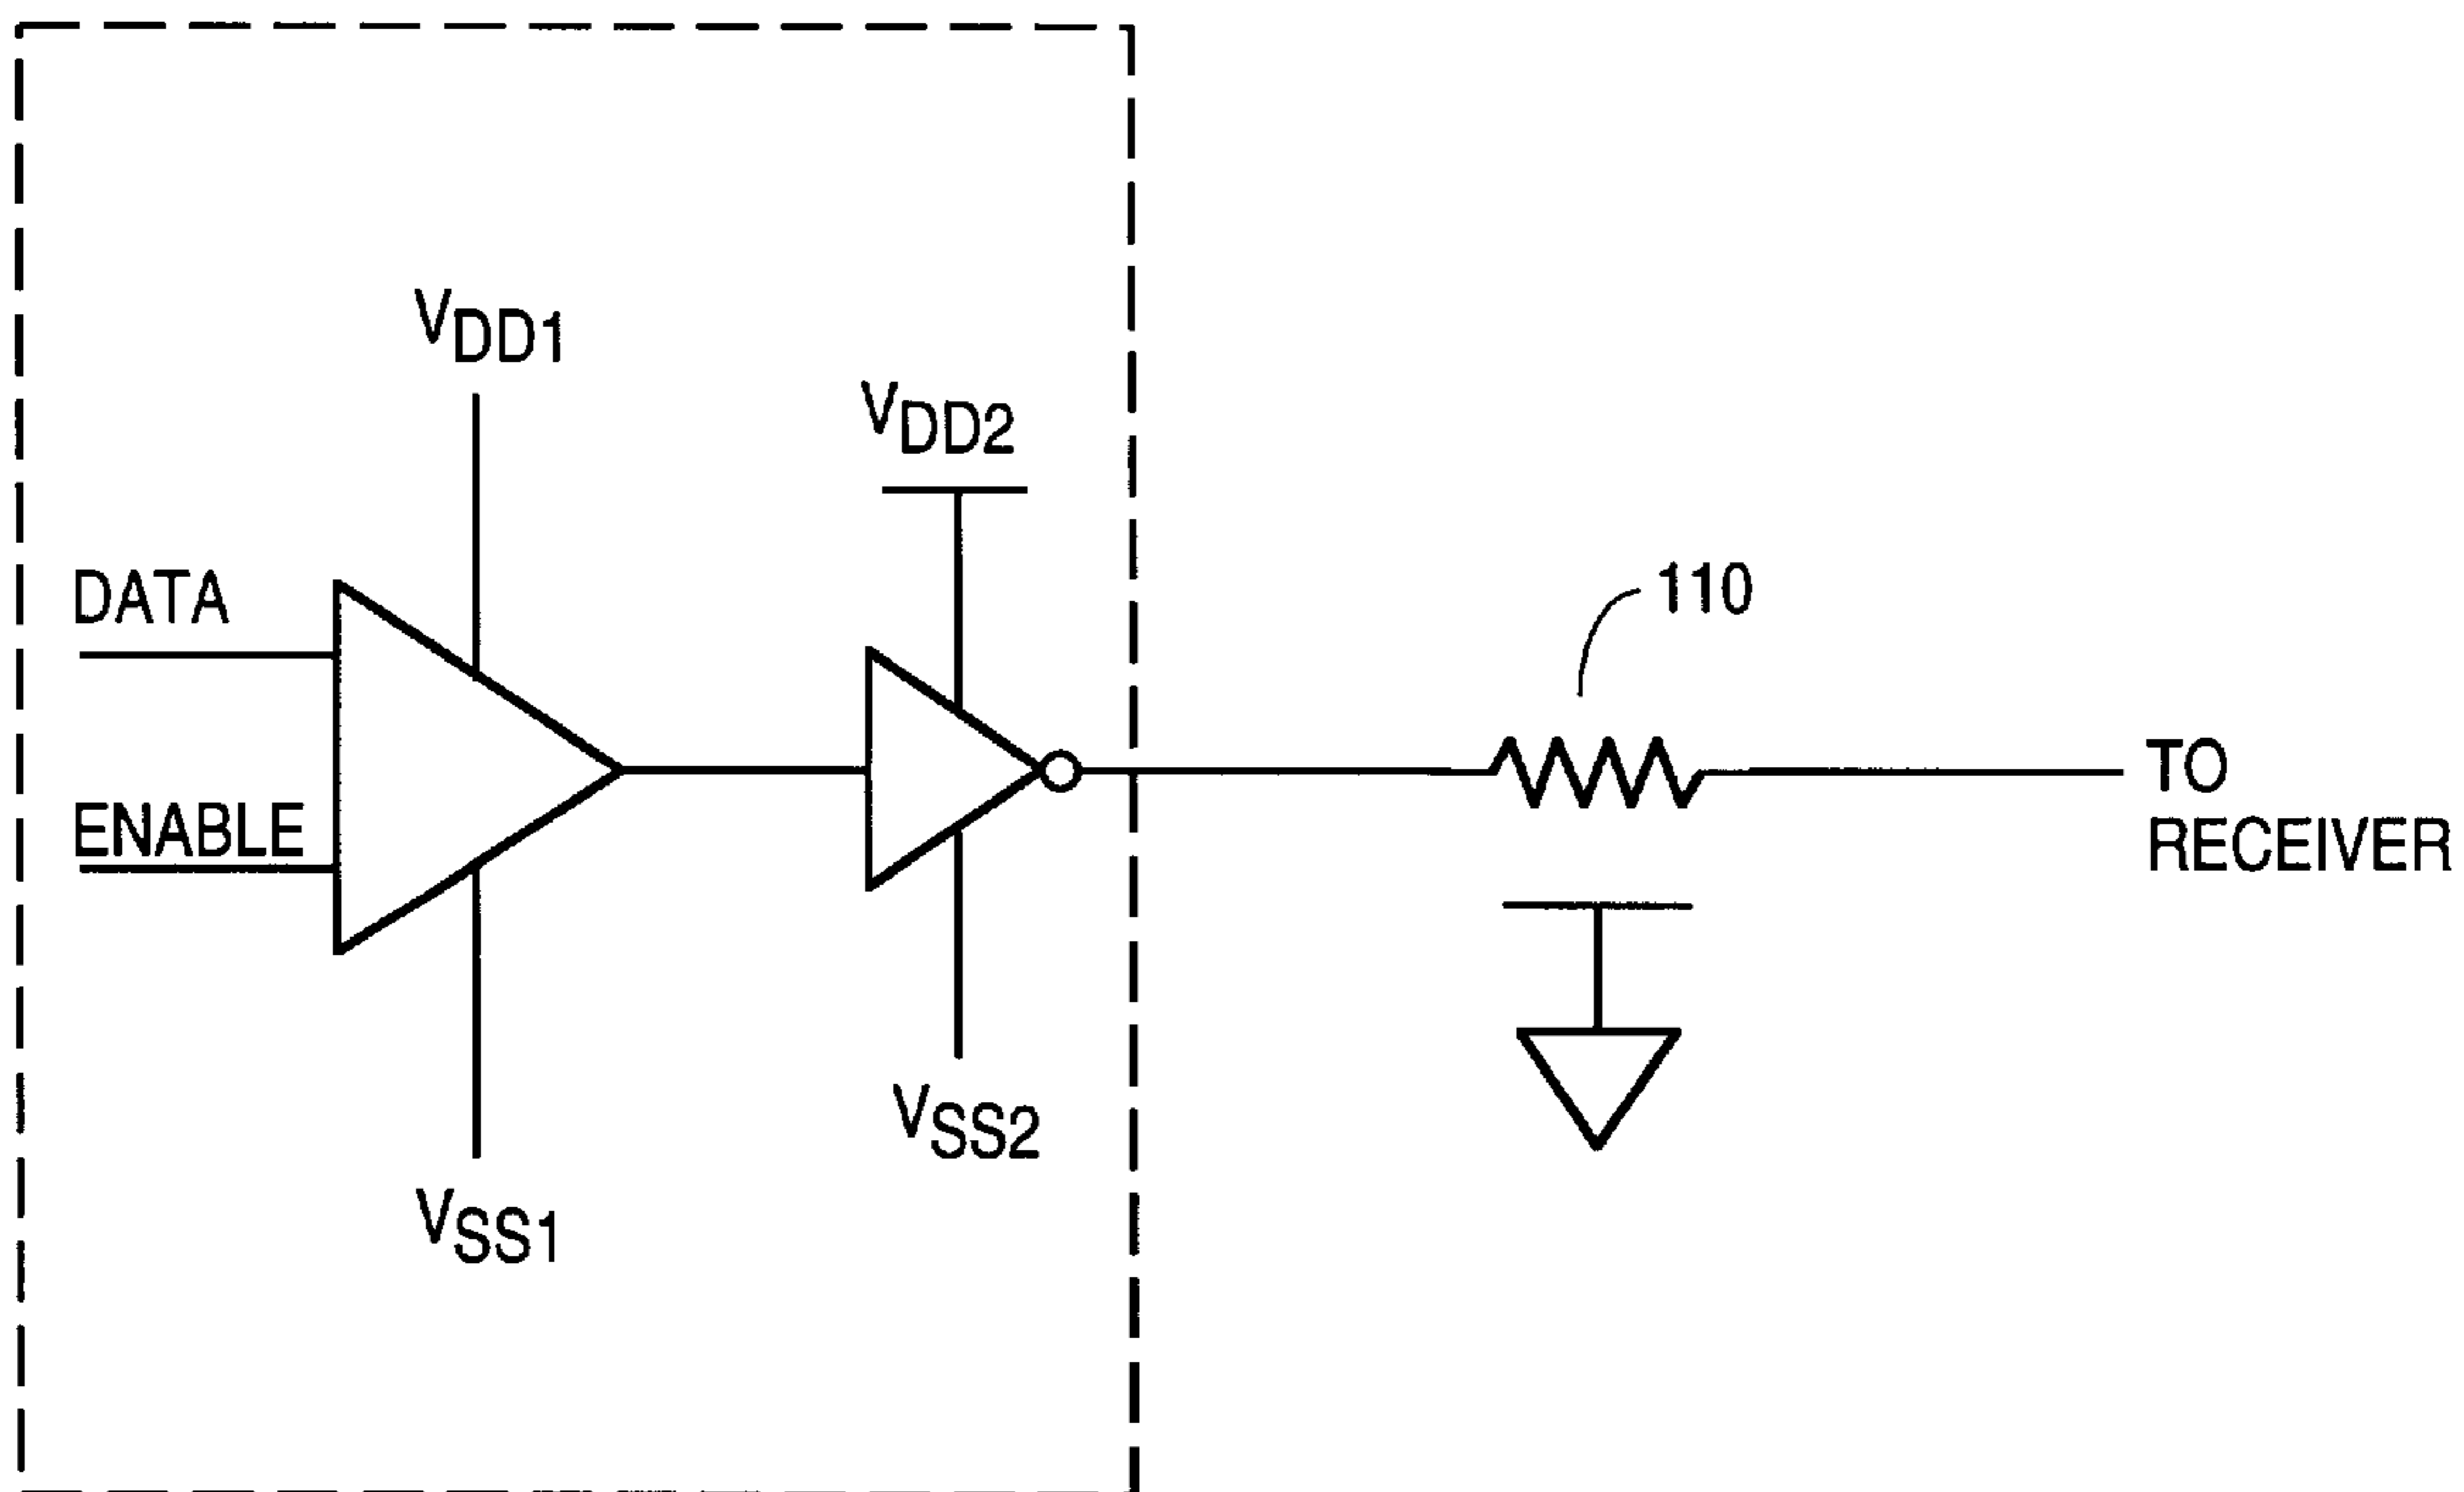 VDD1
VDD2
DATA
110
ENABLE
TO
RECEIVER
VSS2
VSS1